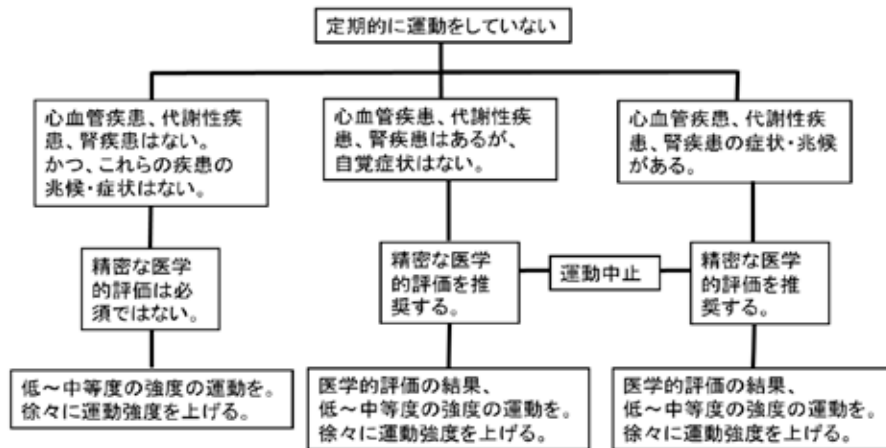 定期的に運動をしていない
心血管疾患、代謝性疾
患、腎疾患はない。
かつ、これらの疾患の
兆候・症状はない。
心血管疾患、代謝性疾
患、腎疾患はあるが、
自覚症状はない。
心血管疾患、代謝性疾
患、腎疾患の症状・兆候
がある。
精密な医学
的評価は必
須ではない。
精密な医学
的評価を推
奨する。
運動中止
精密な医学
的評価を推
奨する。
低～中等度の強度の運動を。
徐々に運動強度を上げる。
医学的評価の結果、
低～中等度の強度の運動を。
徐々に運動強度を上げる。
医学的評価の結果、
低～中等度の強度の運動を。
徐々に運動強度を上げる。